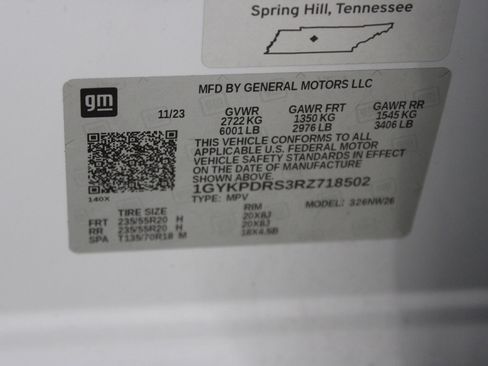 Spring Hill, Tennessee
gm
MFD BY GENERAL MOTORS LLC
11/23 GVWR GAWR FRT GAWR RR
2722 KG 1350 KG 1545 KG
6001 LB 2976 LB 3406 LB
THIS VEHICLE CONFORMS TO ALL
APPLICABLE U.S. FEDERAL MOTOR
VEHICLE SAFETY STANDARDS IN EFFECT
ON THE DATE OF MANUFACTURE
SHOWN ABOVE.
1GYKPDRS3RZ718502
140X
TYPE: MPV MODEL: 326NW26
TIRE SIZE RIM
FRT 235/55R20 H 20X8J
RR 235/55R20 H 20X8J
SPA T135/70R18 M 18X4.5B